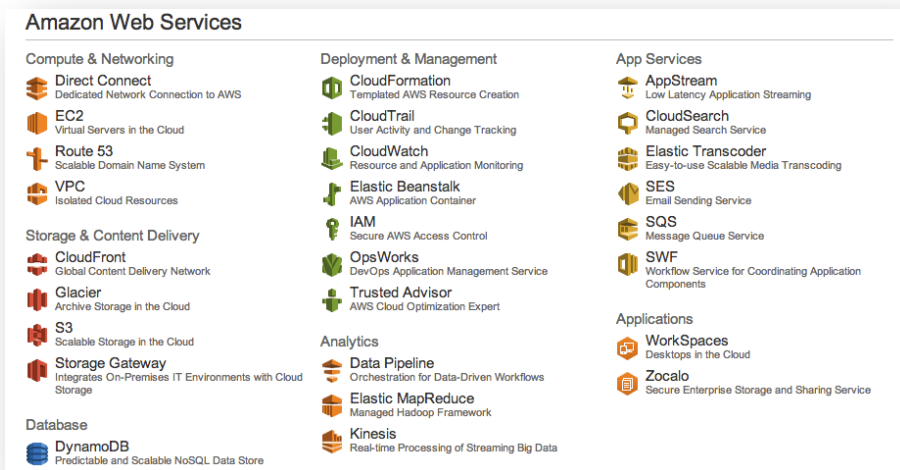 Amazon Web Services
Compute & Networking
Direct Connect
Dedicated Network Connection to AWS
EC2
Virtual Servers in the Cloud
Route 53
Scalable Domain Name System
VPC
Isolated Cloud Resources
Storage & Content Delivery
CloudFront
Global Content Delivery Network
Glacier
Archive Storage in the Cloud
S3
Scalable Storage in the Cloud
Storage Gateway
Integrates On-Premises IT Environments with Cloud
Storage
Database
DynamoDB
Predictable and Scalable NoSQL Data Store
Deployment & Management
CloudFormation
Templated AWS Resource Creation
CloudTrail
User Activity and Change Tracking
CloudWatch
Resource and Application Monitoring
Elastic Beanstalk
AWS Application Container
IAM
Secure AWS Access Control
OpsWorks
DevOps Application Management Service
Trusted Advisor
AWS Cloud Optimization Expert
Analytics
Data Pipeline
Orchestration for Data-Driven Workflows
Elastic MapReduce
Managed Hadoop Framework
Kinesis
Real-time Processing of Streaming Big Data
App Services
AppStream
Low Latency Application Streaming
CloudSearch
Managed Search Service
Elastic Transcoder
Easy-to-use Scalable Media Transcoding
SES
Email Sending Service
SQS
Message Queue Service
SWF
Workflow Service for Coordinating Application
Components
Applications
WorkSpaces
Desktops in the Cloud
Zocalo
Secure Enterprise Storage and Sharing Service